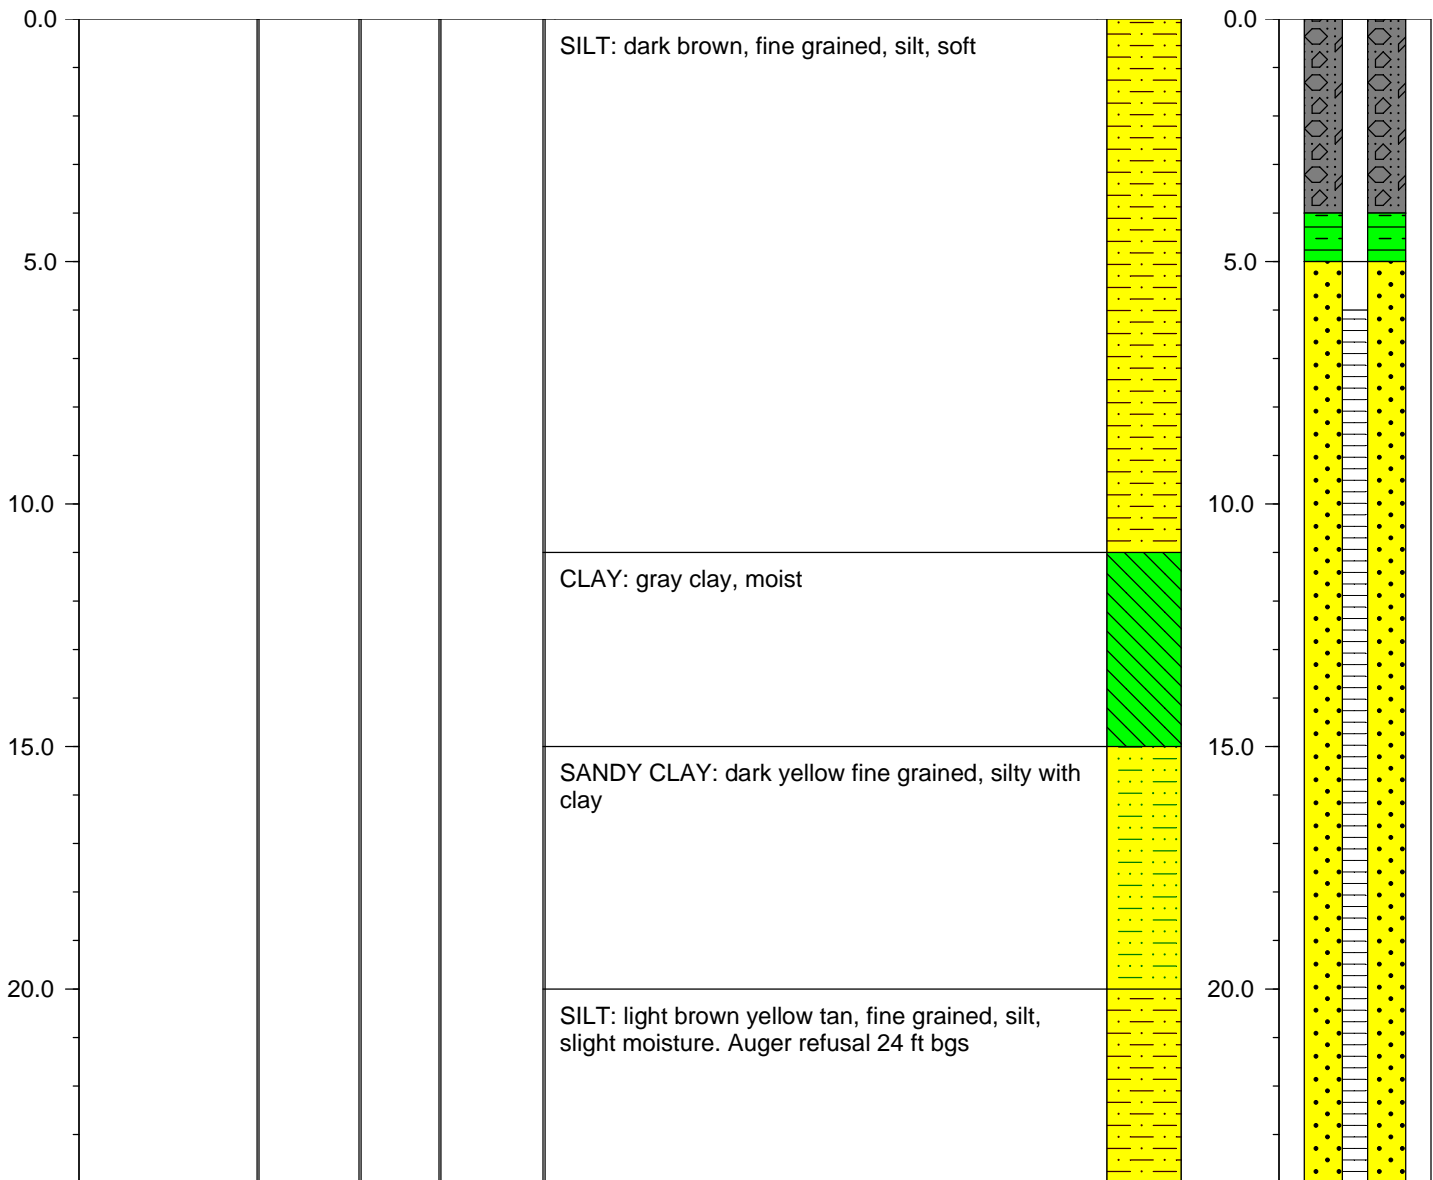 0.0
SILT: dark brown, fine grained, silt, soft
0.0
5.0
5.0
10.0
10.0
CLAY: gray clay, moist
15.0
15.0
SANDY CLAY: dark yellow fine grained, silty with
clay
20.0
20.0
SILT: light brown yellow tan, fine grained, silt,
slight moisture. Auger refusal 24 ft bgs